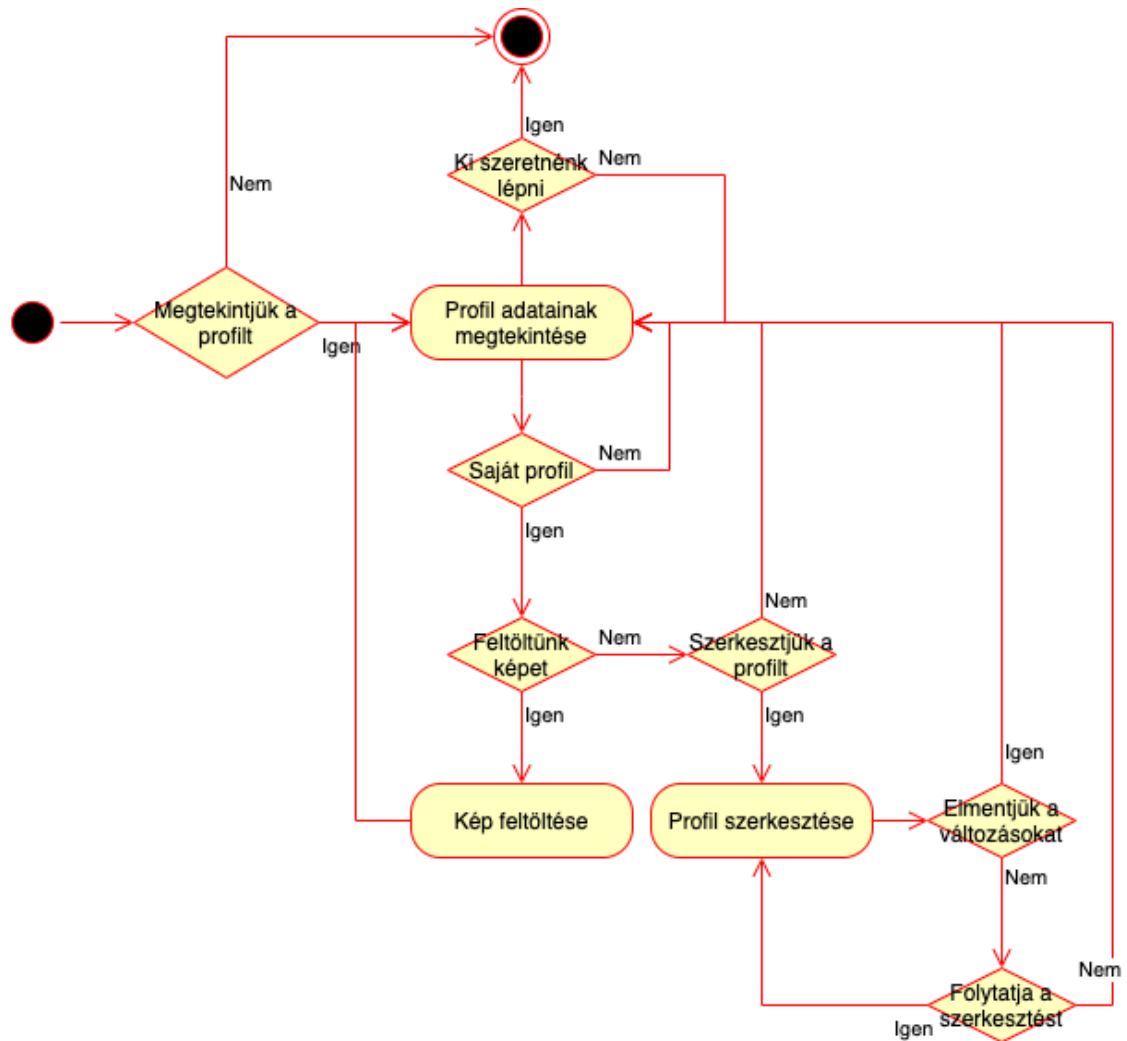 Igen
Ki szeretnénk
lépni
Nem
Nem
Megtekintjük a
profilt
Igen
Profil adatainak
megtekintése
Saját profil
Nem
Igen
Nem
Feltöltünk
képet
Nem
Szerkesztjük a
profilt
Igen
Igen
Igen
Kép feltöltése
Profil szerkesztése
Elmentjük a
változásokat
Nem
Nem
Folytatja a
szerkesztést
Igen